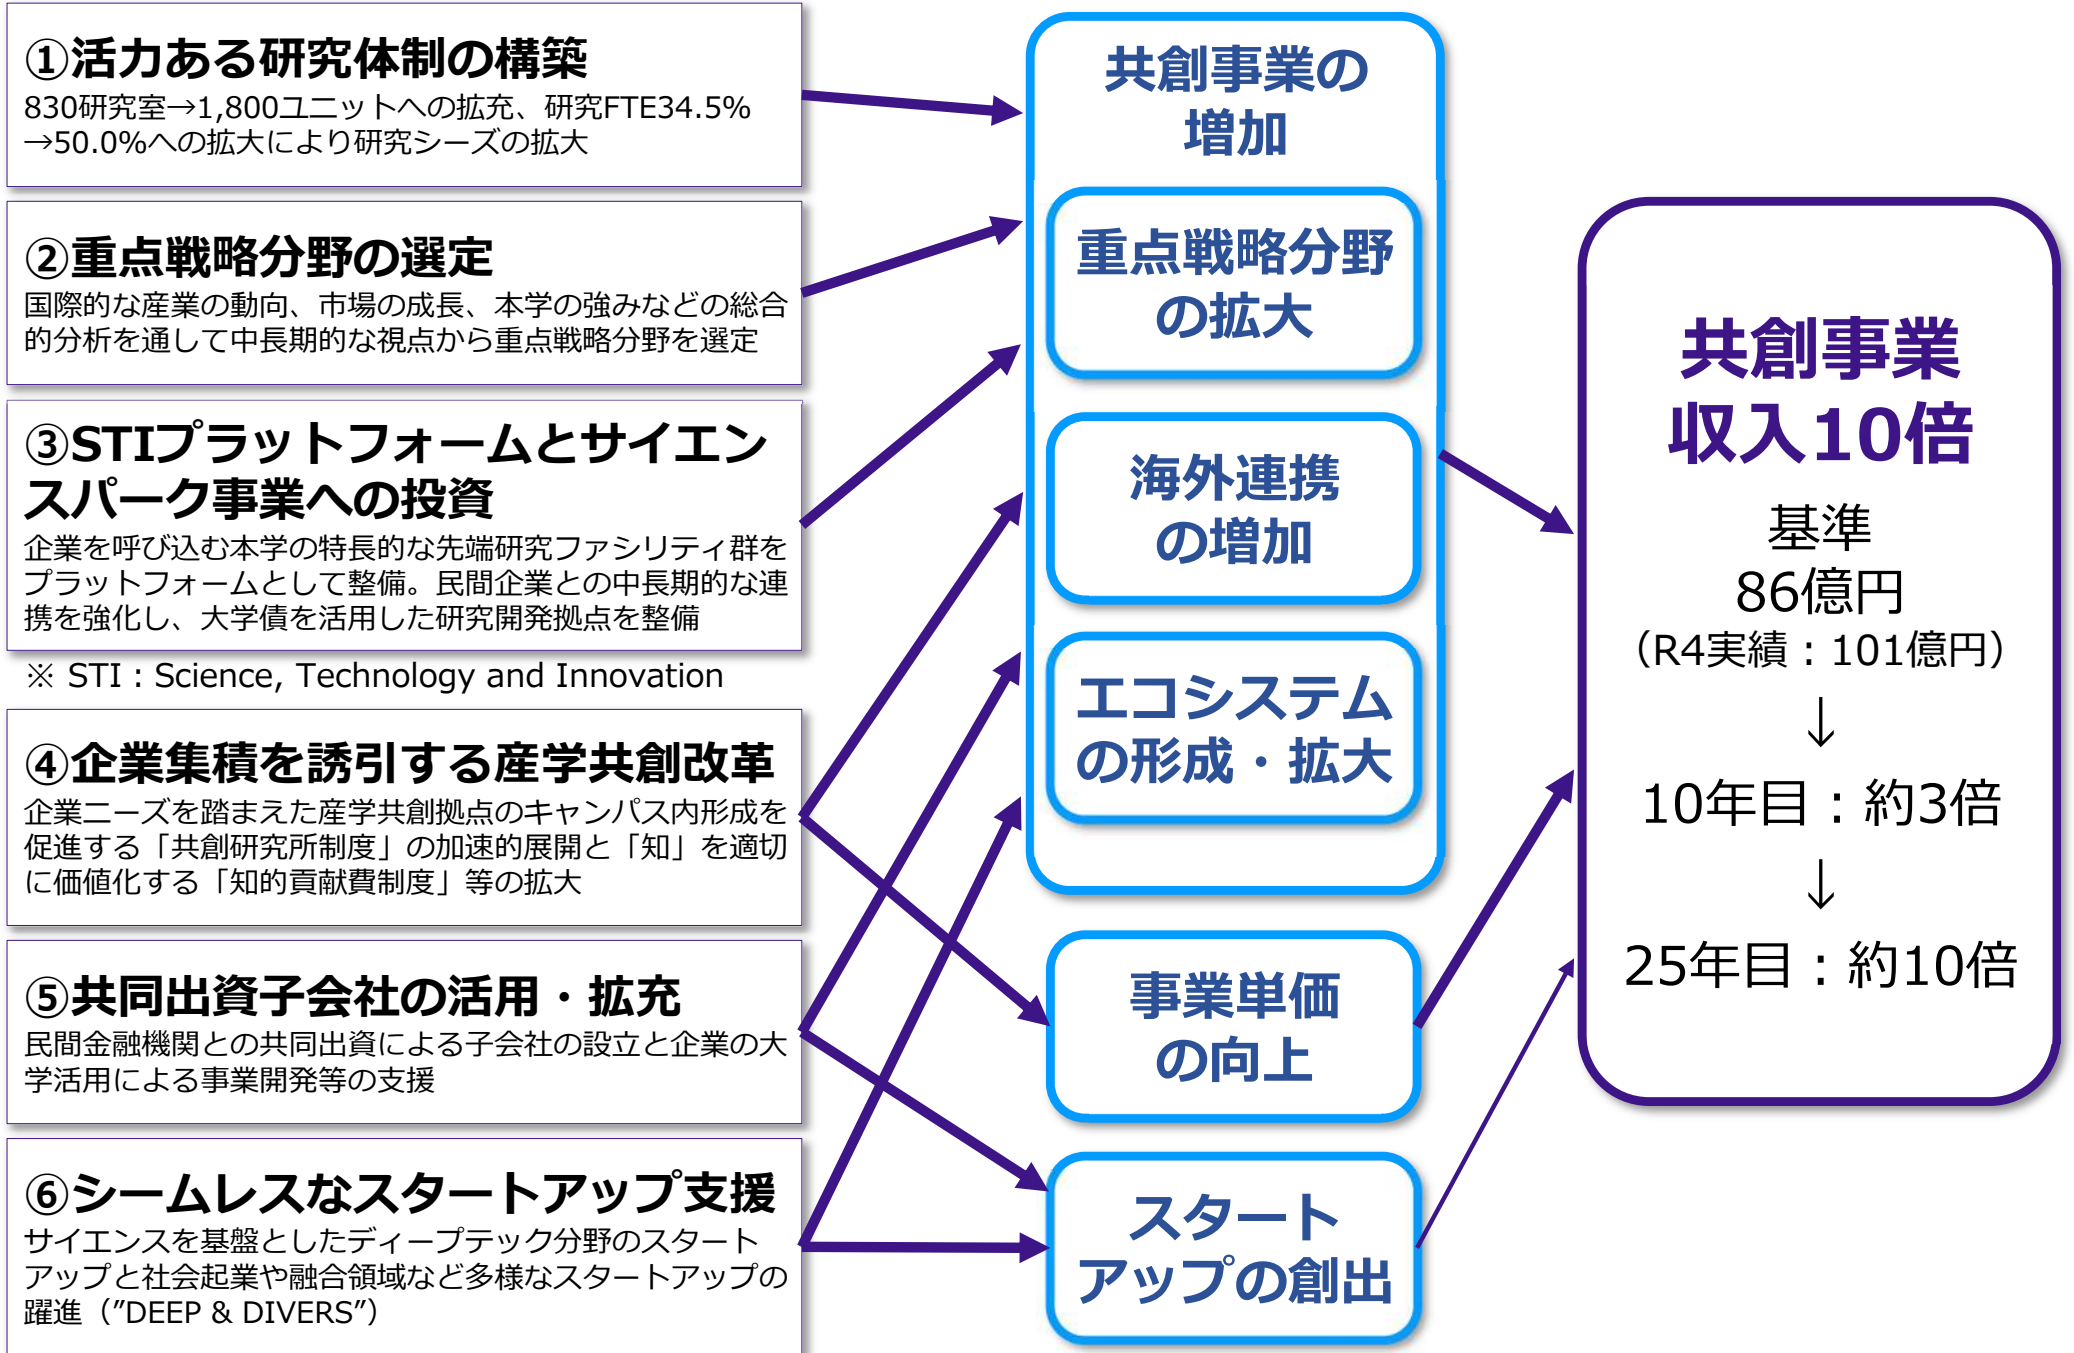 ①活力ある研究体制の構築
830研究室→1,800ユニットへの拡充、研究FTE34.5%
→50.0%への拡大により研究シーズの拡大
②重点戦略分野の選定
国際的な産業の動向、市場の成長、本学の強みなどの総合
的分析を通して中長期的な視点から重点戦略分野を選定
③STIプラットフォームとサイエン
スパーク事業への投資
企業を呼び込む本学の特長的な先端研究ファシリティ群を
プラットフォームとして整備。民間企業との中長期的な連
携を強化し、大学債を活用した研究開発拠点を整備
※ STI：Science, Technology and Innovation
④企業集積を誘引する産学共創改革
企業ニーズを踏まえた産学共創拠点のキャンパス内形成を
促進する「共創研究所制度」の加速的展開と「知」を適切
に価値化する「知的貢献費制度」等の拡大
⑤共同出資子会社の活用・拡充
民間金融機関との共同出資による子会社の設立と企業の大
学活用による事業開発等の支援
⑥シームレスなスタートアップ支援
サイエンスを基盤としたディープテック分野のスタート
アップと社会起業や融合領域など多様なスタートアップの
躍進（”DEEP & DIVERS”）
共創事業の
増加
重点戦略分野
の拡大
海外連携
の増加
エコシステム
の形成・拡大
事業単価
の向上
スタート
アップの創出
共創事業
収入10倍
基準
86億円
（R4実績：101億円）
↓
10年目：約3倍
↓
25年目：約10倍